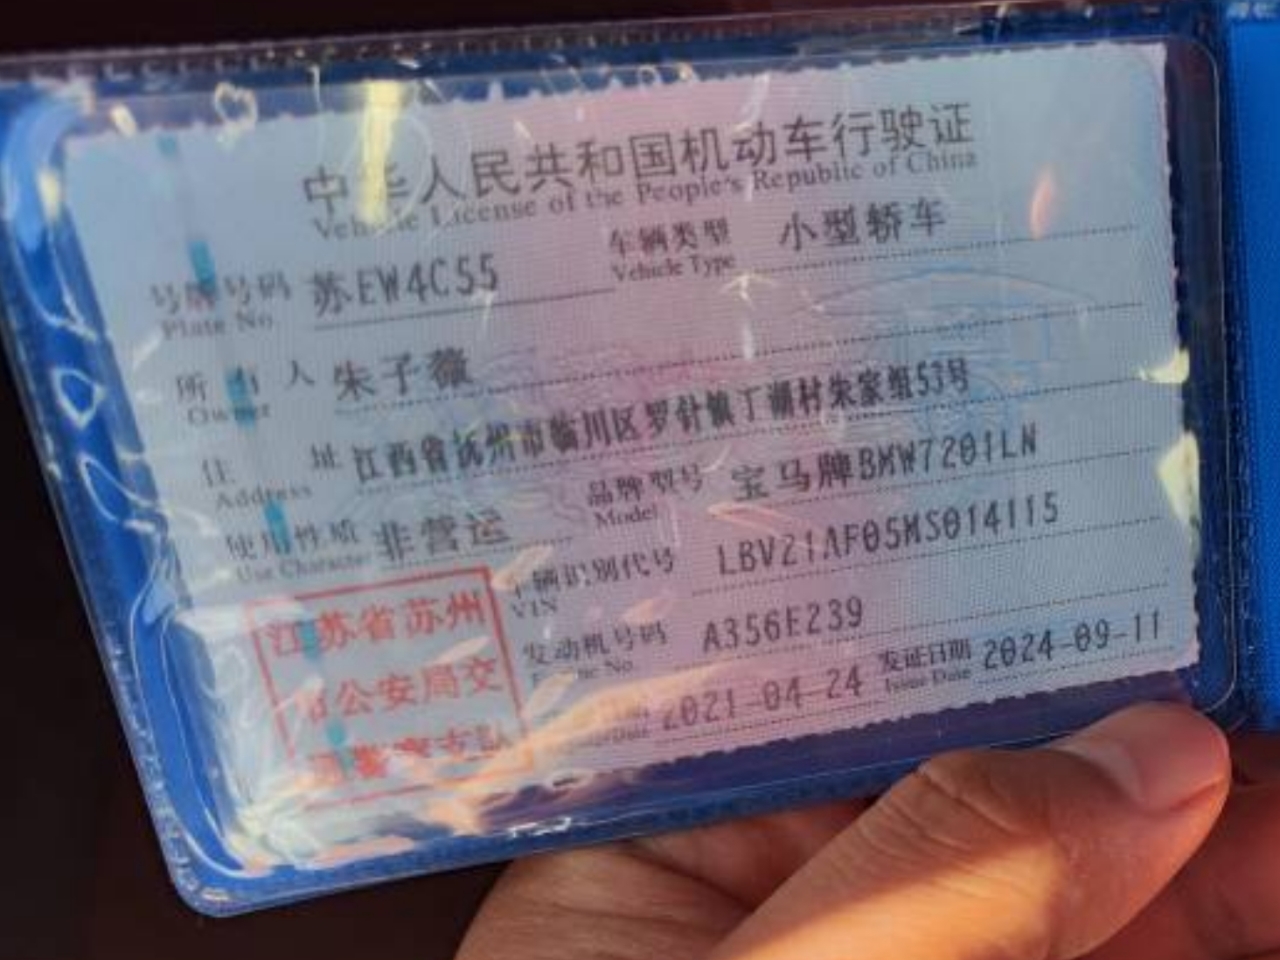 中华人民共和国机动车行驶证
Vehicle License of the People's Republic of China
号牌号码 苏EW4C55 车辆类型 小型轿车
Plate No. Vehicle Type
所有人 朱子薇
Owner
住址 江西省抚州市临川区罗针镇丁湖村朱家组53号
Address
使用性质 非营运 品牌型号 宝马牌BMW7201LN
Use Character Model
车辆识别代号 LBV21AF05MS014115
VIN
江苏省苏州
市公安局交
通警察支队
发动机号码 A356E239
Engine No.
2021-04-24 发证日期 2024-09-11
Issue Date